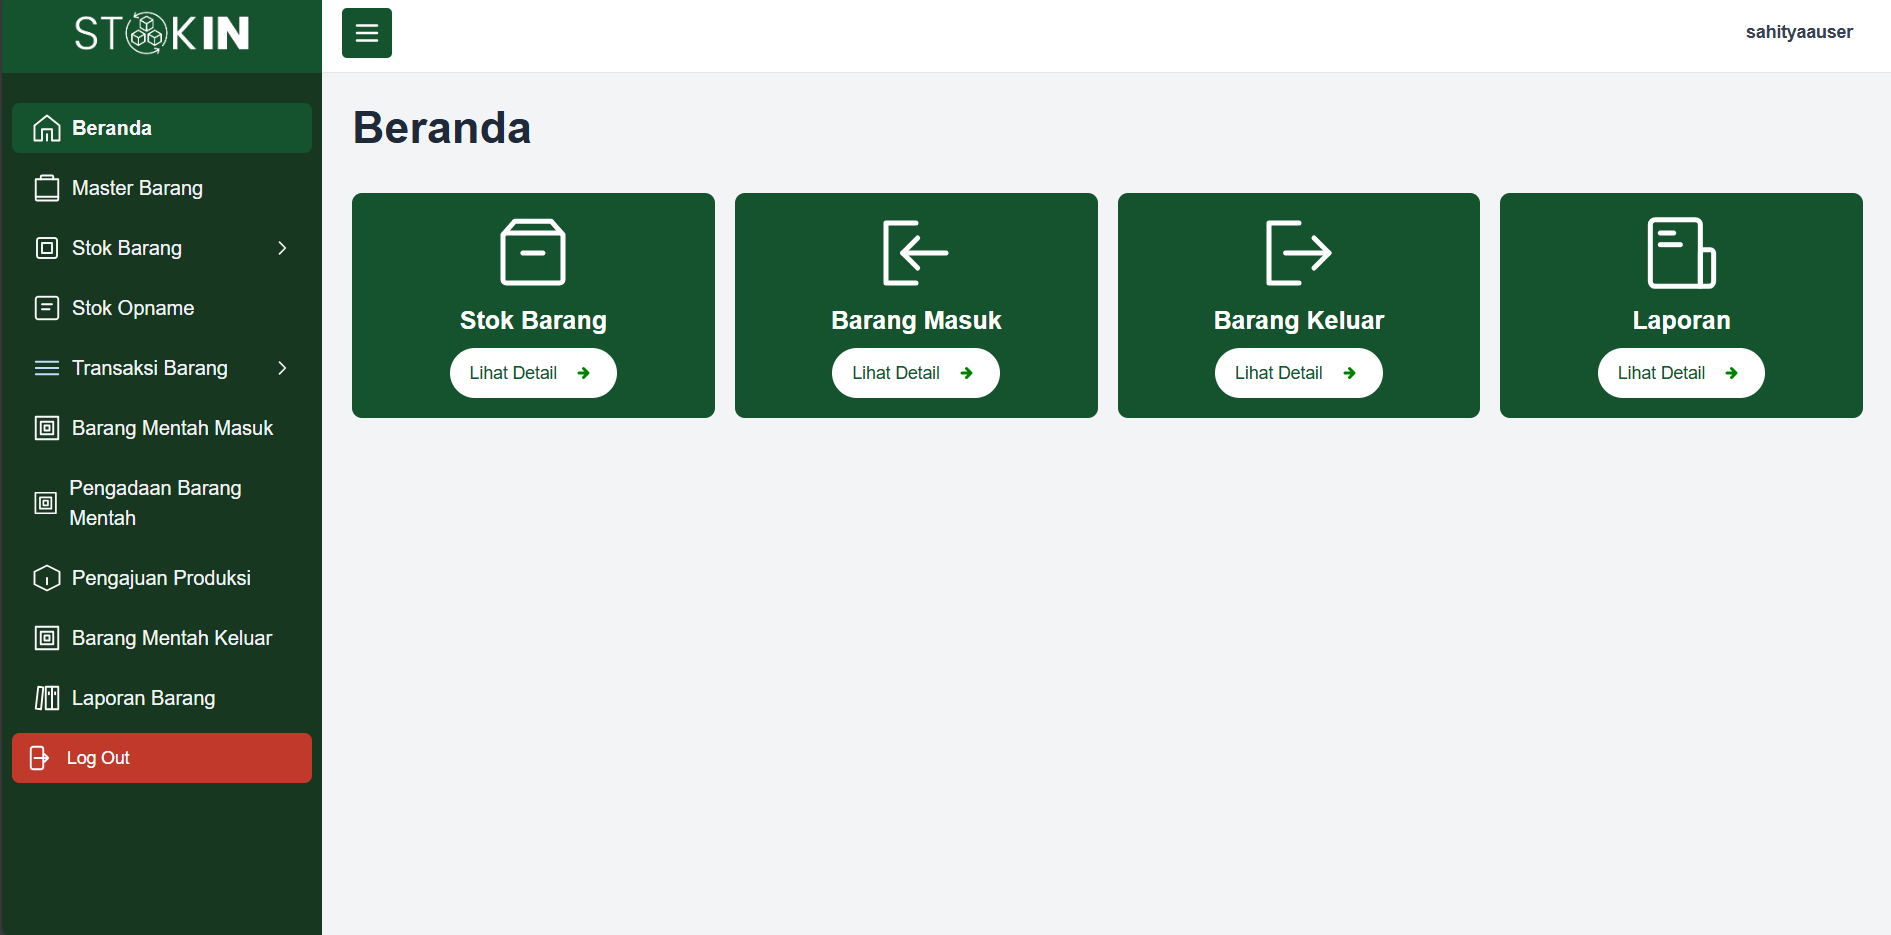 STOKIN
sahityaauser
Beranda
Master Barang
Stok Barang
Stok Opname
Transaksi Barang
Barang Mentah Masuk
Pengadaan Barang
Mentah
Pengajuan Produksi
Barang Mentah Keluar
Laporan Barang
Log Out
Beranda
Stok Barang
Lihat Detail
Barang Masuk
Lihat Detail
Barang Keluar
Lihat Detail
Laporan
Lihat Detail